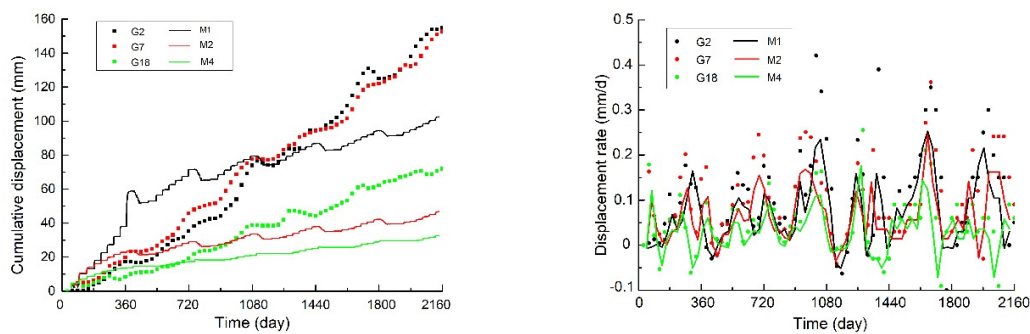 160
140
120
100
80
60
40
20
0
Cumulative displacement (mm)
G2 M1
G7 M2
G18 M4
0 360 720 1080 1440 1800 2160
Time (day)
0.5
0.4
0.3
0.2
0.1
0
-0.1
Displacement rate (mm/d)
G2 M1
G7 M2
G18 M4
0 360 720 1080 1440 1800 2160
Time (day)